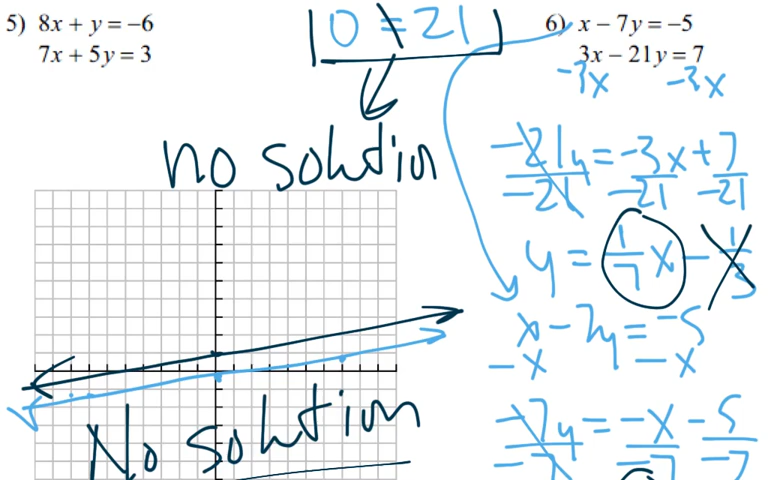 5) 8x + y = −6
7x + 5y = 3
0 = 21
no solution
No solution
6) x − 7y = −5
3x − 21y = 7
-3x -3x
-21y = -3x + 7
-21 -21 -21
y = 1/7 x - 1/3
x - 7y = -5
-x -x
-7y = -x - 5
-7 -7 -7